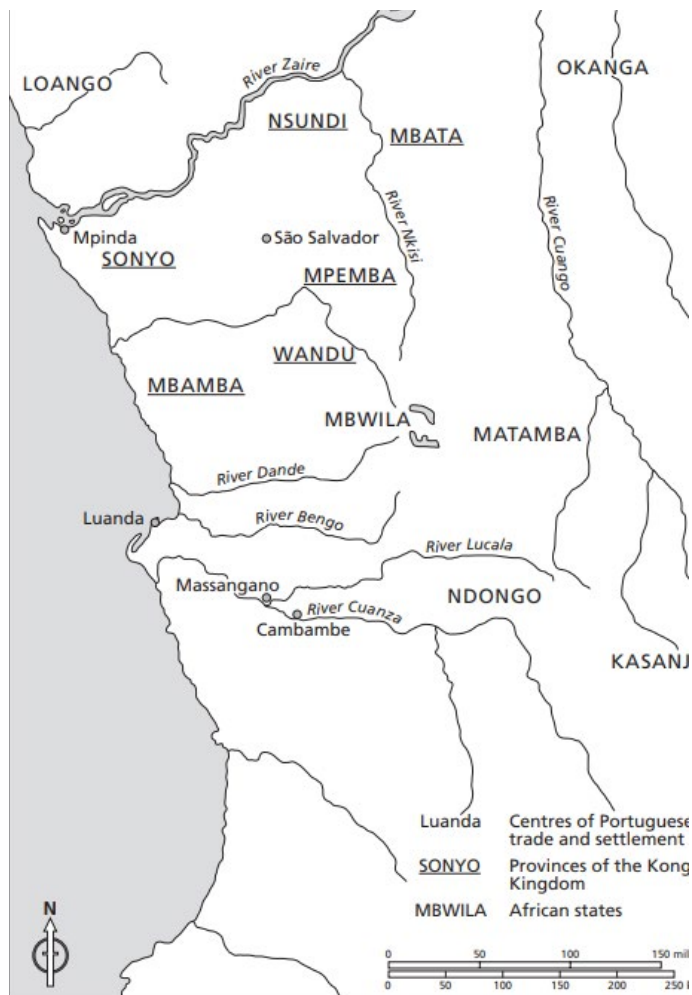 LOANGO
River Zaire
OKANGA
NSUNDI
MBATA
River Nkisi
River Cuango
Mpinda
São Salvador
SONYO
MPEMBA
WANDU
MBAMBA
MBWILA
MATAMBA
River Dande
Luanda
River Bengo
River Lucala
Massangano
NDONGO
River Cuanza
Cambambe
KASANJ
Luanda Centres of Portuguese
trade and settlement
SONYO Provinces of the Kong
Kingdom
MBWILA African states
N
0 50 100 150 mil
0 50 100 150 200 250